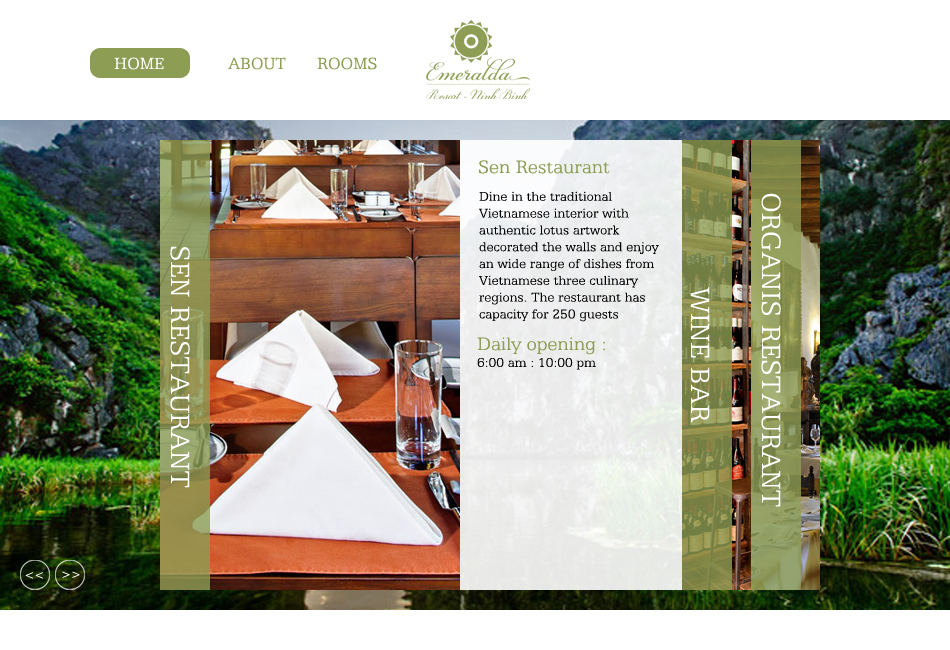 HOME
ABOUT
ROOMS
Emeralda
Resort - Ninh Binh
SEN RESTAURANT
Sen Restaurant
Dine in the traditional
Vietnamese interior with
authentic lotus artwork
decorated the walls and enjoy
an wide range of dishes from
Vietnamese three culinary
regions. The restaurant has
capacity for 250 guests
Daily opening :
6:00 am : 10:00 pm
WINE BAR
ORGANIS RESTAURANT
<< >>